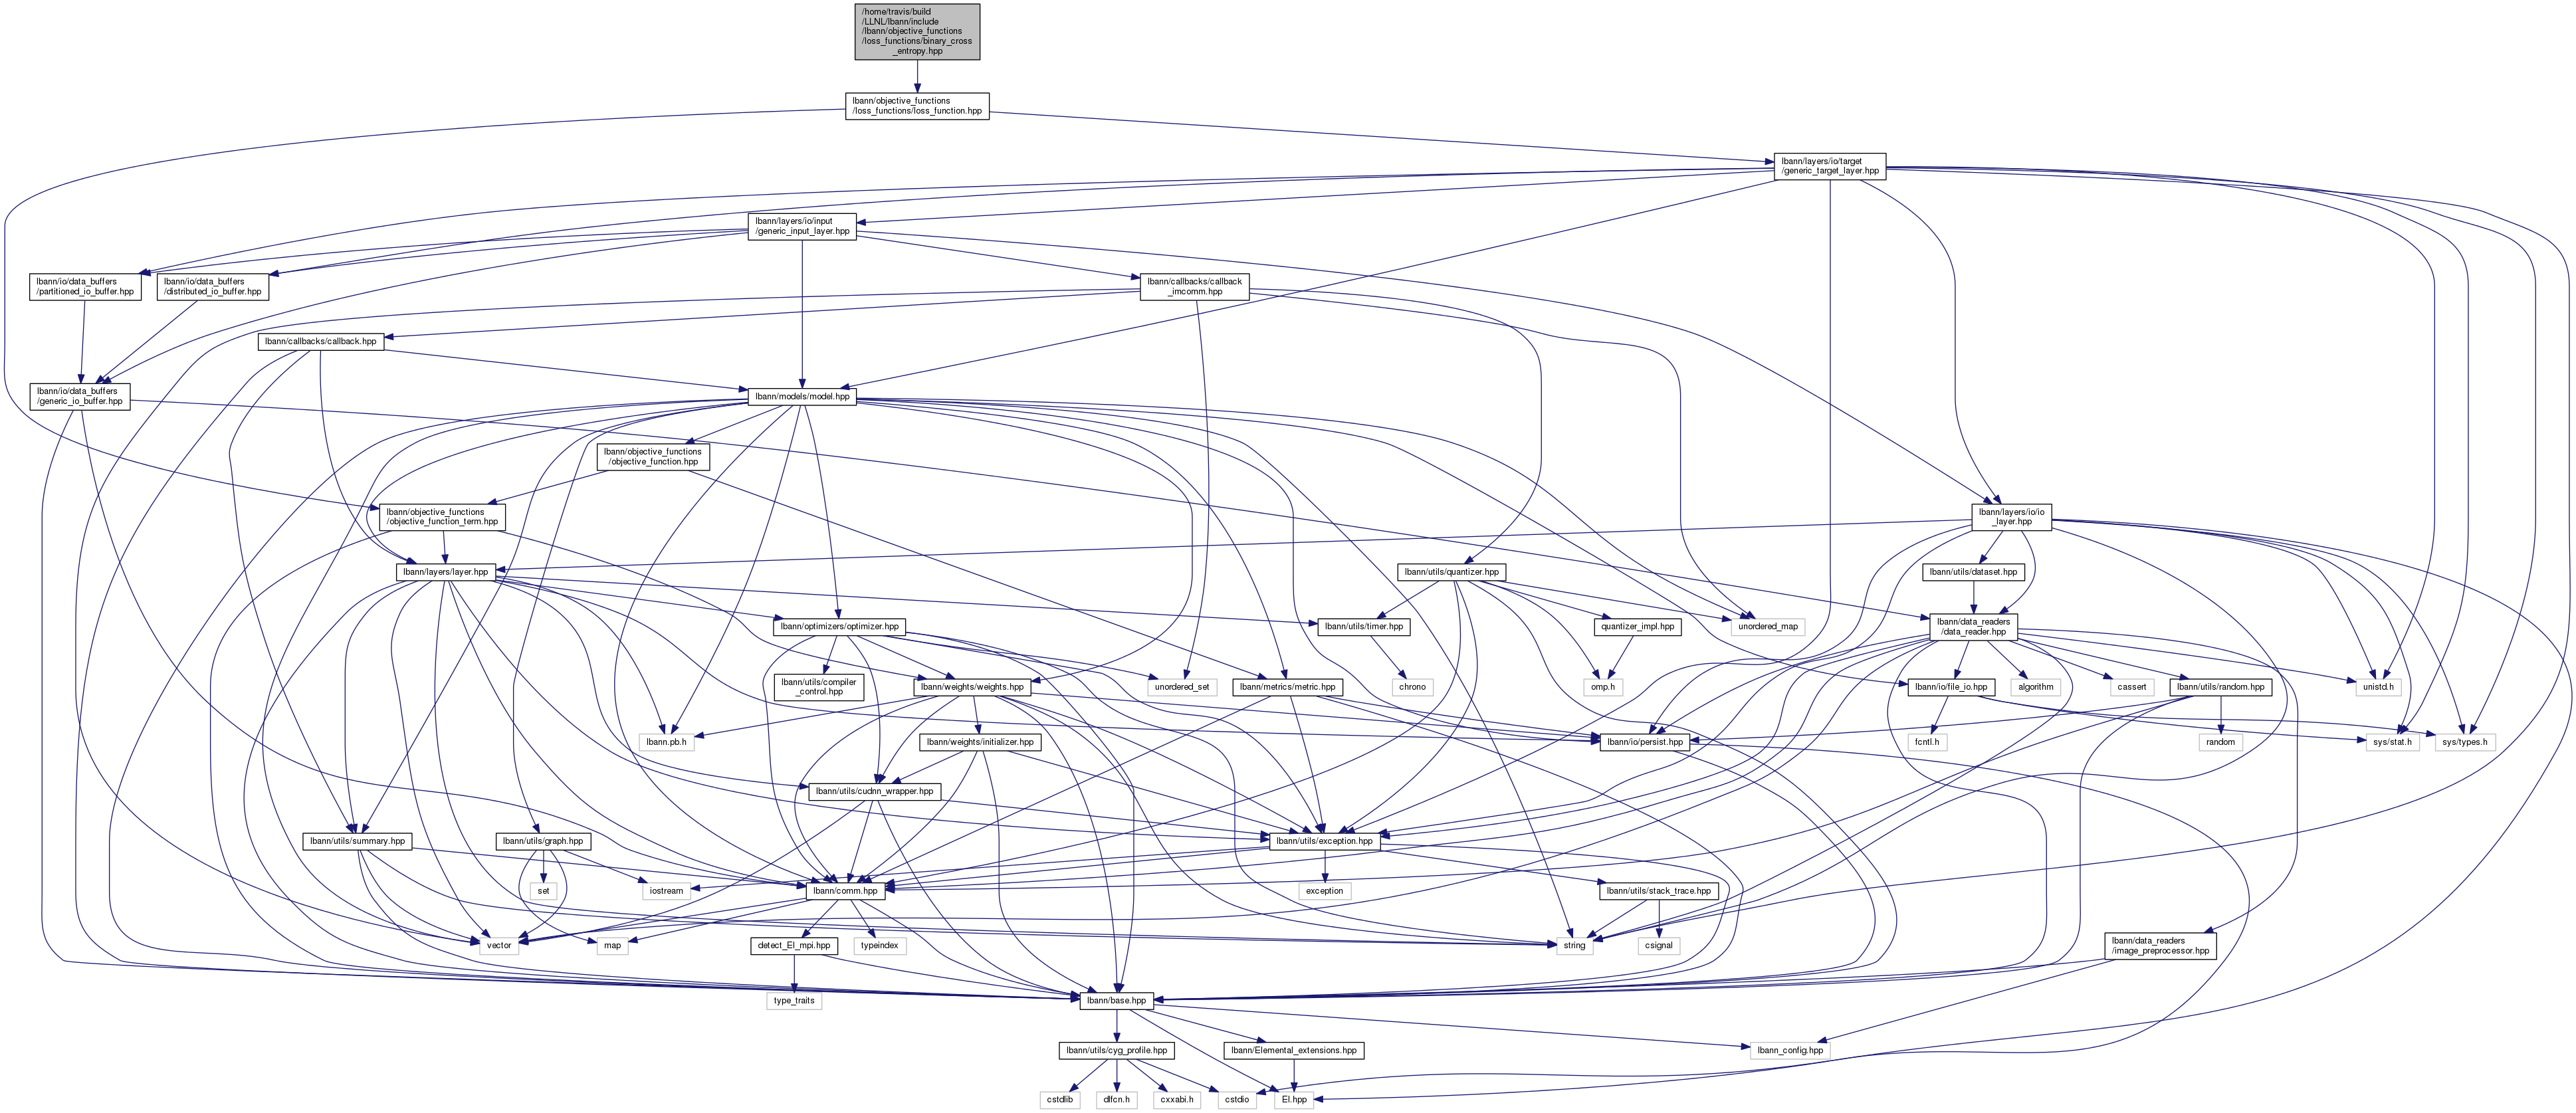 /home/travis/build
/LLNL/lbann/include
/lbann/objective_functions
/loss_functions/binary_cross
_entropy.hpp
lbann/objective_functions
/loss_functions/loss_function.hpp
lbann/layers/io/target
/generic_target_layer.hpp
lbann/layers/io/input
/generic_input_layer.hpp
lbann/io/data_buffers
/partitioned_io_buffer.hpp
lbann/io/data_buffers
/distributed_io_buffer.hpp
lbann/callbacks/callback
_imcomm.hpp
lbann/callbacks/callback.hpp
lbann/io/data_buffers
/generic_io_buffer.hpp
lbann/models/model.hpp
lbann/objective_functions
/objective_function.hpp
lbann/objective_functions
/objective_function_term.hpp
lbann/layers/io/io
_layer.hpp
lbann/layers/layer.hpp
lbann/utils/quantizer.hpp
lbann/utils/dataset.hpp
lbann/optimizers/optimizer.hpp
lbann/utils/timer.hpp
quantizer_impl.hpp
unordered_map
lbann/data_readers
/data_reader.hpp
lbann/utils/compiler
_control.hpp
lbann/weights/weights.hpp
unordered_set
lbann/metrics/metric.hpp
chrono
omp.h
lbann/io/file_io.hpp
algorithm
cassert
lbann/utils/random.hpp
unistd.h
lbann.pb.h
lbann/weights/initializer.hpp
lbann/io/persist.hpp
fcntl.h
random
sys/stat.h
sys/types.h
lbann/utils/cudnn_wrapper.hpp
lbann/utils/summary.hpp
lbann/utils/graph.hpp
lbann/utils/exception.hpp
set
iostream
lbann/comm.hpp
exception
lbann/utils/stack_trace.hpp
vector
map
detect_El_mpi.hpp
typeindex
string
csignal
lbann/data_readers
/image_preprocessor.hpp
type_traits
lbann/base.hpp
lbann/utils/cyg_profile.hpp
lbann/Elemental_extensions.hpp
lbann_config.hpp
cstdlib
dlfcn.h
cxxabi.h
cstdio
El.hpp